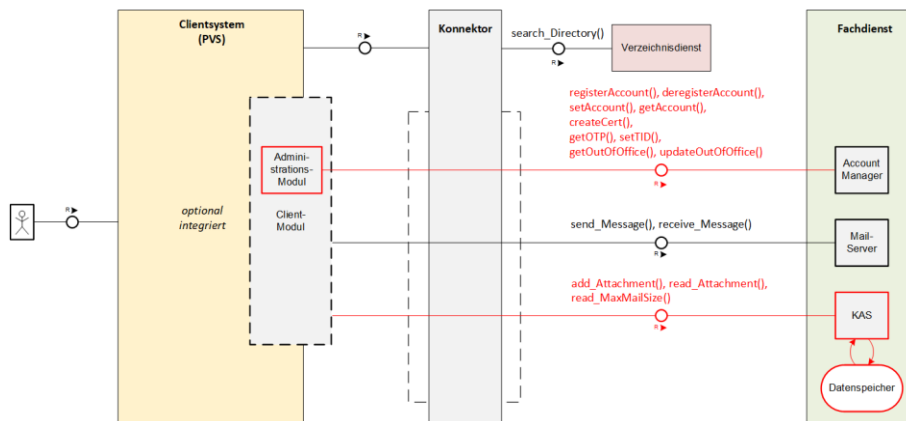 Clientsystem
(PVS)
Konnektor
Fachdienst
R
search_Directory()
R
Verzeichnisdienst
registerAccount(), deregisterAccount(),
setAccount(), getAccount(),
createCert(),
getOTP(), setTID(),
getOutOfOffice(), updateOutOfOffice()
R
Admini-
strations-
Modul
Account
Manager
optional
integriert
Client-
Modul
R
send_Message(), receive_Message()
R
Mail-
Server
add_Attachment(), read_Attachment(),
read_MaxMailSize()
R
KAS
Datenspeicher